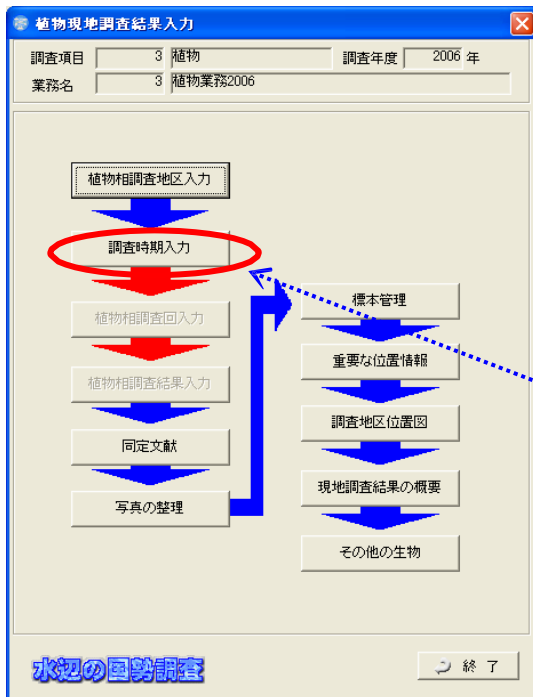 植物現地調査結果入力
調査項目 3 植物 調査年度 2006 年
業務名 3 植物業務2006
植物相調査地区入力
調査時期入力
植物相調査回入力
植物相調査結果入力
同定文献
写真の整理
標本管理
重要な位置情報
調査地区位置図
現地調査結果の概要
その他の生物
水辺の国勢調査
終 了